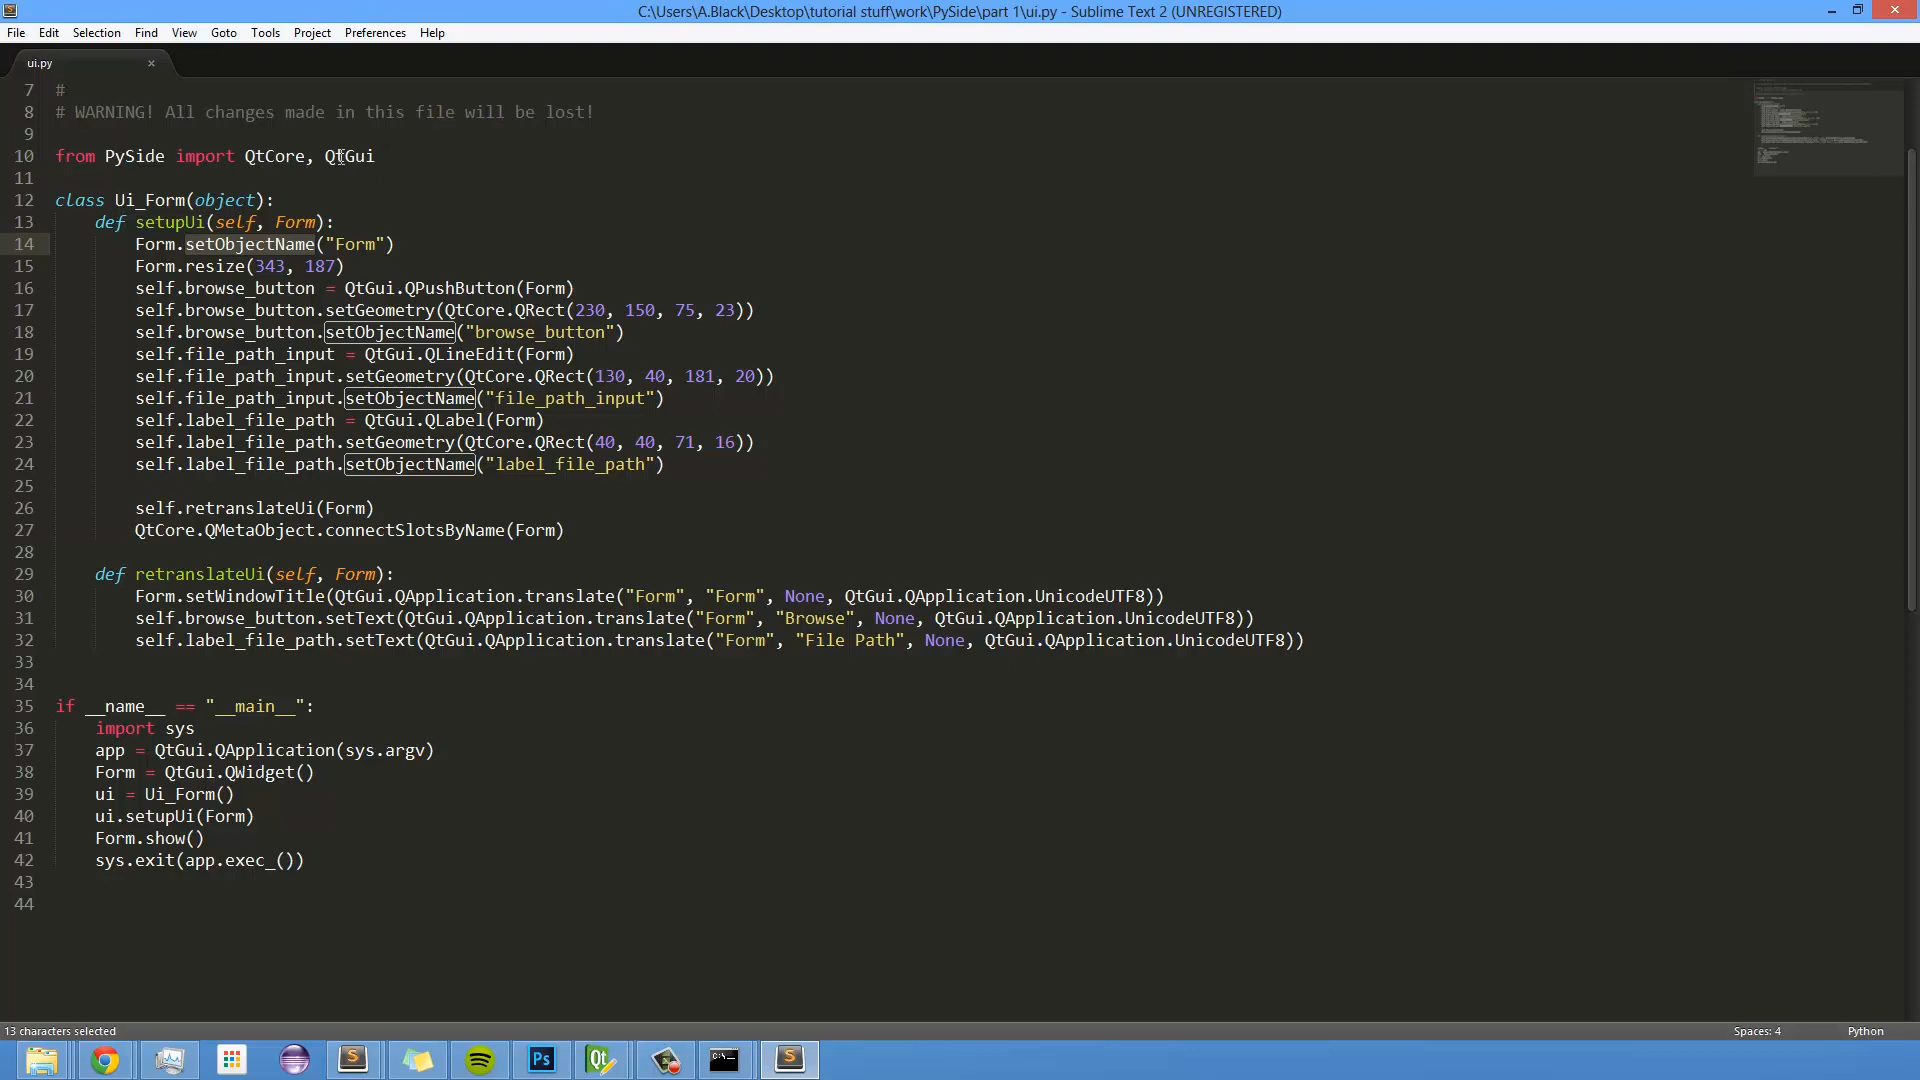 C:\Users\A.Black\Desktop\tutorial stuff\work\PySide\part 1\ui.py - Sublime Text 2 (UNREGISTERED)
File Edit Selection Find View Goto Tools Project Preferences Help
ui.py ×
7 #
8 # WARNING! All changes made in this file will be lost!
9
10 from PySide import QtCore, QtGui
11
12 class Ui_Form(object):
13     def setupUi(self, Form):
14         Form.setObjectName("Form")
15         Form.resize(343, 187)
16         self.browse_button = QtGui.QPushButton(Form)
17         self.browse_button.setGeometry(QtCore.QRect(230, 150, 75, 23))
18         self.browse_button.setObjectName("browse_button")
19         self.file_path_input = QtGui.QLineEdit(Form)
20         self.file_path_input.setGeometry(QtCore.QRect(130, 40, 181, 20))
21         self.file_path_input.setObjectName("file_path_input")
22         self.label_file_path = QtGui.QLabel(Form)
23         self.label_file_path.setGeometry(QtCore.QRect(40, 40, 71, 16))
24         self.label_file_path.setObjectName("label_file_path")
25
26         self.retranslateUi(Form)
27         QtCore.QMetaObject.connectSlotsByName(Form)
28
29     def retranslateUi(self, Form):
30         Form.setWindowTitle(QtGui.QApplication.translate("Form", "Form", None, QtGui.QApplication.UnicodeUTF8))
31         self.browse_button.setText(QtGui.QApplication.translate("Form", "Browse", None, QtGui.QApplication.UnicodeUTF8))
32         self.label_file_path.setText(QtGui.QApplication.translate("Form", "File Path", None, QtGui.QApplication.UnicodeUTF8))
33
34
35 if __name__ == "__main__":
36     import sys
37     app = QtGui.QApplication(sys.argv)
38     Form = QtGui.QWidget()
39     ui = Ui_Form()
40     ui.setupUi(Form)
41     Form.show()
42     sys.exit(app.exec_())
43
44
13 characters selected Spaces: 4 Python
Ps Qt C:\_